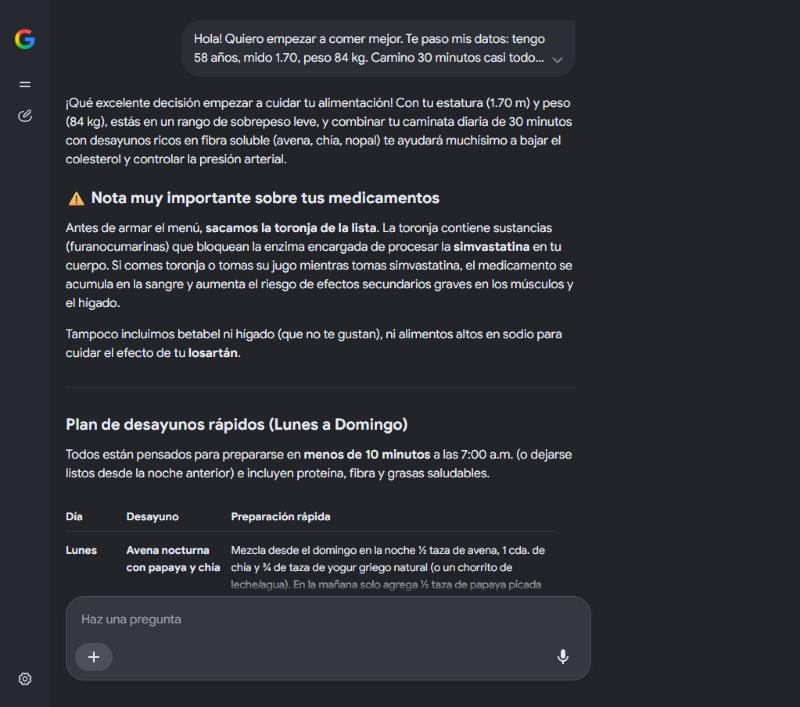 Hola! Quiero empezar a comer mejor. Te paso mis datos: tengo
58 años, mido 1.70, peso 84 kg. Camino 30 minutos casi todo...
¡Qué excelente decisión empezar a cuidar tu alimentación! Con tu estatura (1.70 m) y peso
(84 kg), estás en un rango de sobrepeso leve, y combinar tu caminata diaria de 30 minutos
con desayunos ricos en fibra soluble (avena, chía, nopal) te ayudará muchísimo a bajar el
colesterol y controlar la presión arterial.
⚠️ Nota muy importante sobre tus medicamentos
Antes de armar el menú, sacamos la toronja de la lista. La toronja contiene sustancias
(furanocumarinas) que bloquean la enzima encargada de procesar la simvastatina en tu
cuerpo. Si comes toronja o tomas su jugo mientras tomas simvastatina, el medicamento se
acumula en la sangre y aumenta el riesgo de efectos secundarios graves en los músculos y
el hígado.
Tampoco incluimos betabel ni hígado (que no te gustan), ni alimentos altos en sodio para
cuidar el efecto de tu losartán.
Plan de desayunos rápidos (Lunes a Domingo)
Todos están pensados para prepararse en menos de 10 minutos a las 7:00 a.m. (o dejarse
listos desde la noche anterior) e incluyen proteína, fibra y grasas saludables.
Día Desayuno Preparación rápida
Lunes Avena nocturna Mezcla desde el domingo en la noche ½ taza de avena, 1 cda. de
con papaya y chía chía y ¾ de taza de yogur griego natural (o un chorrito de
leche/agua). En la mañana solo agrega ½ taza de papaya picada
Haz una pregunta